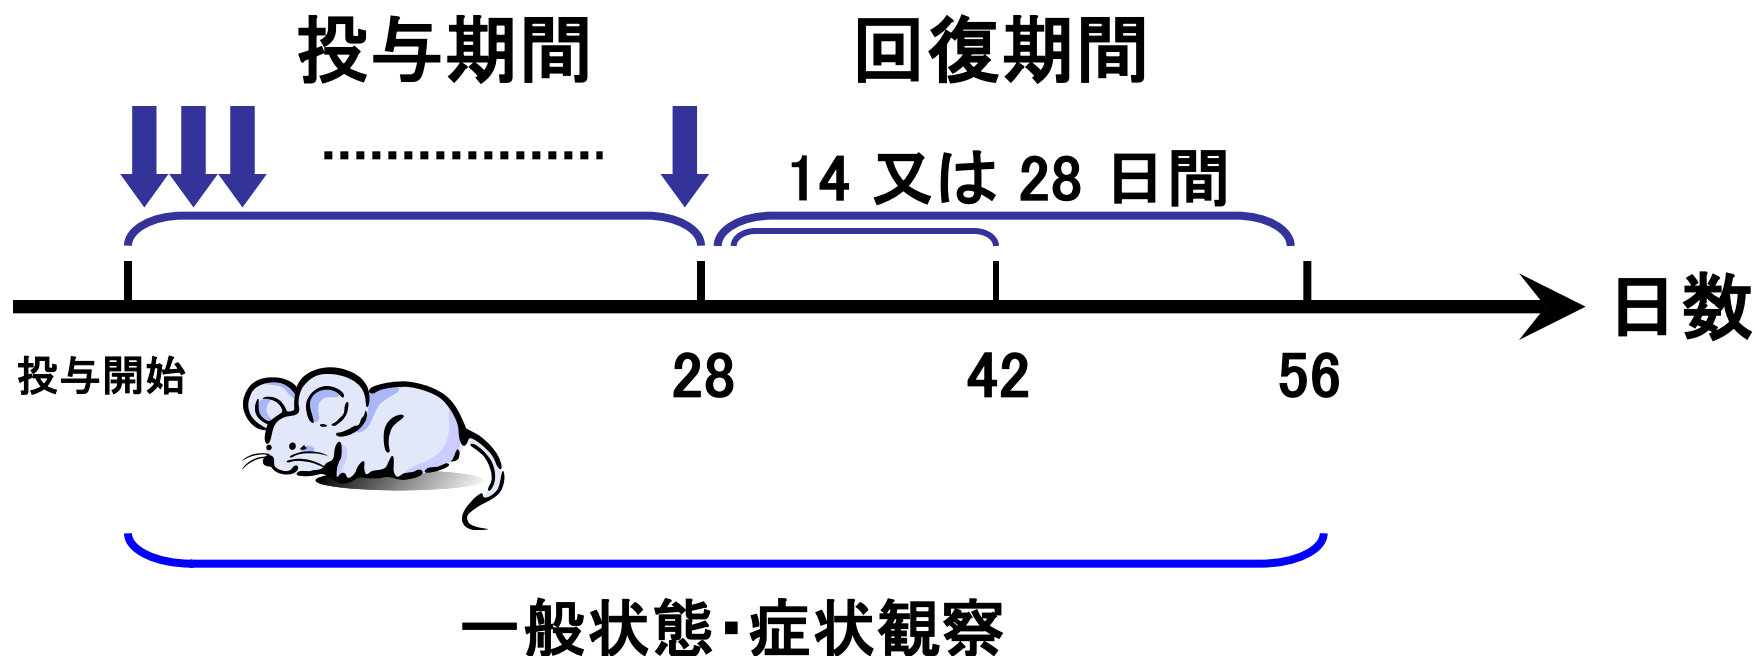 投与期間
回復期間
14 又は 28 日間
日数
投与開始
28
42
56
一般状態・症状観察